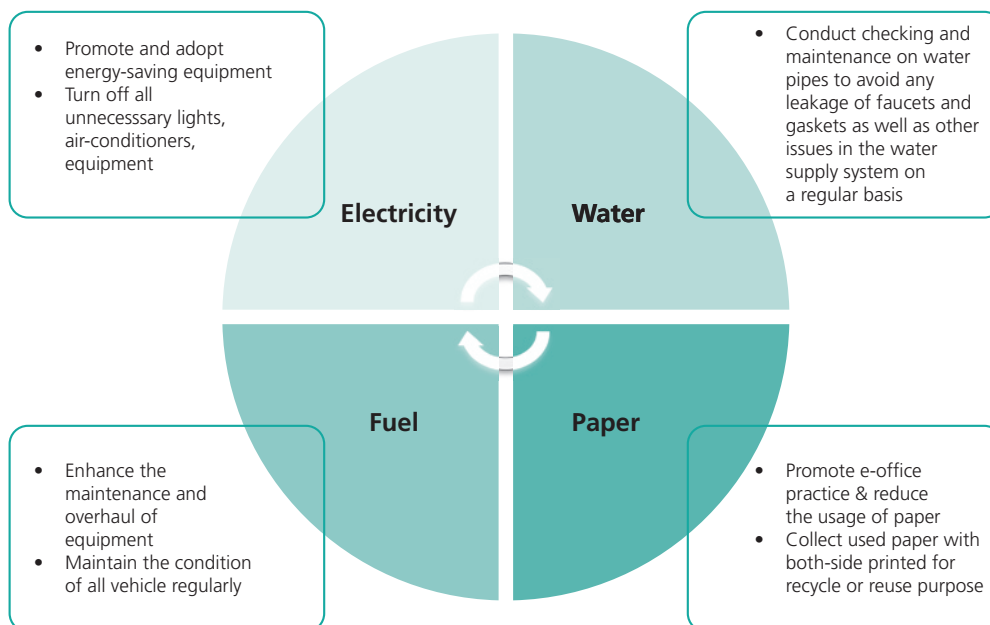 • Promote and adopt
energy-saving equipment
• Turn off all
unnecesssary lights,
air-conditioners,
equipment
Electricity
• Conduct checking and
maintenance on water
pipes to avoid any
leakage of faucets and
gaskets as well as other
issues in the water
supply system on
a regular basis
Water
Fuel
• Enhance the
maintenance and
overhaul of
equipment
• Maintain the condition
of all vehicle regularly
Paper
• Promote e-office
practice & reduce
the usage of paper
• Collect used paper with
both-side printed for
recycle or reuse purpose